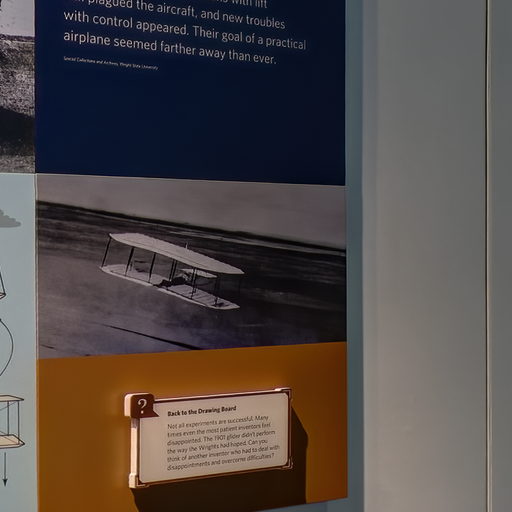 with lift
plagued the aircraft, and new troubles
with control appeared. Their goal of a practical
airplane seemed farther away than ever.
Special Collections and Archives, Wright State University
?
Back to the Drawing Board
Not all experiments are successful. Many
times even the most patient inventors feel
disappointed. The 1901 glider didn't perform
the way the Wrights had hoped. Can you
think of another inventor who had to deal with
disappointments and overcome difficulties?